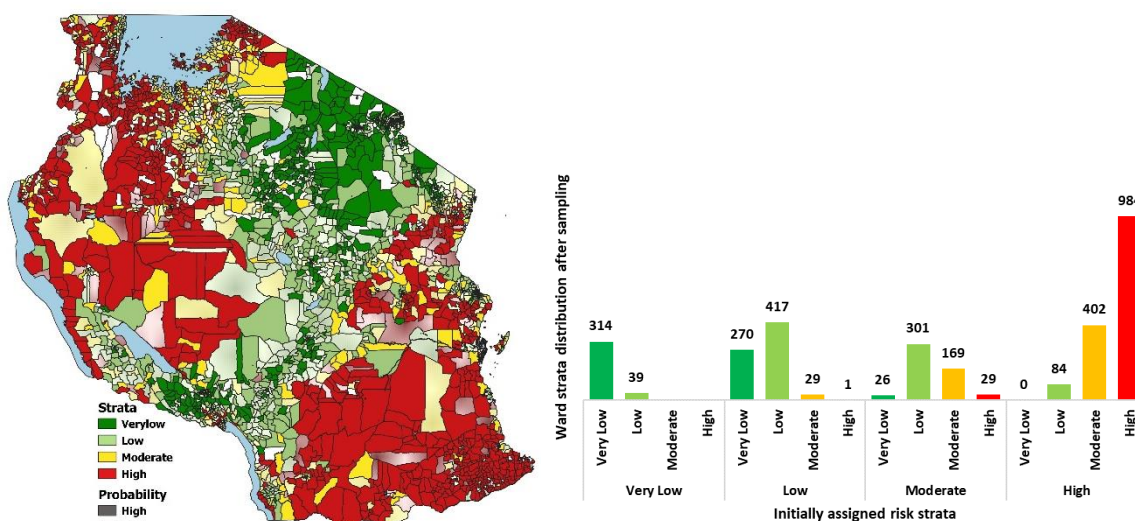 Strata
Verylow
Low
Moderate
High
Probability
High
Ward strata distribution after sampling
314
39
270
417
29
1
26
301
169
29
0
84
402
984
Very Low
Low
Moderate
High
Very Low
Low
Moderate
High
Very Low
Low
Moderate
High
Very Low
Low
Moderate
High
Very Low
Low
Moderate
High
Initially assigned risk strata